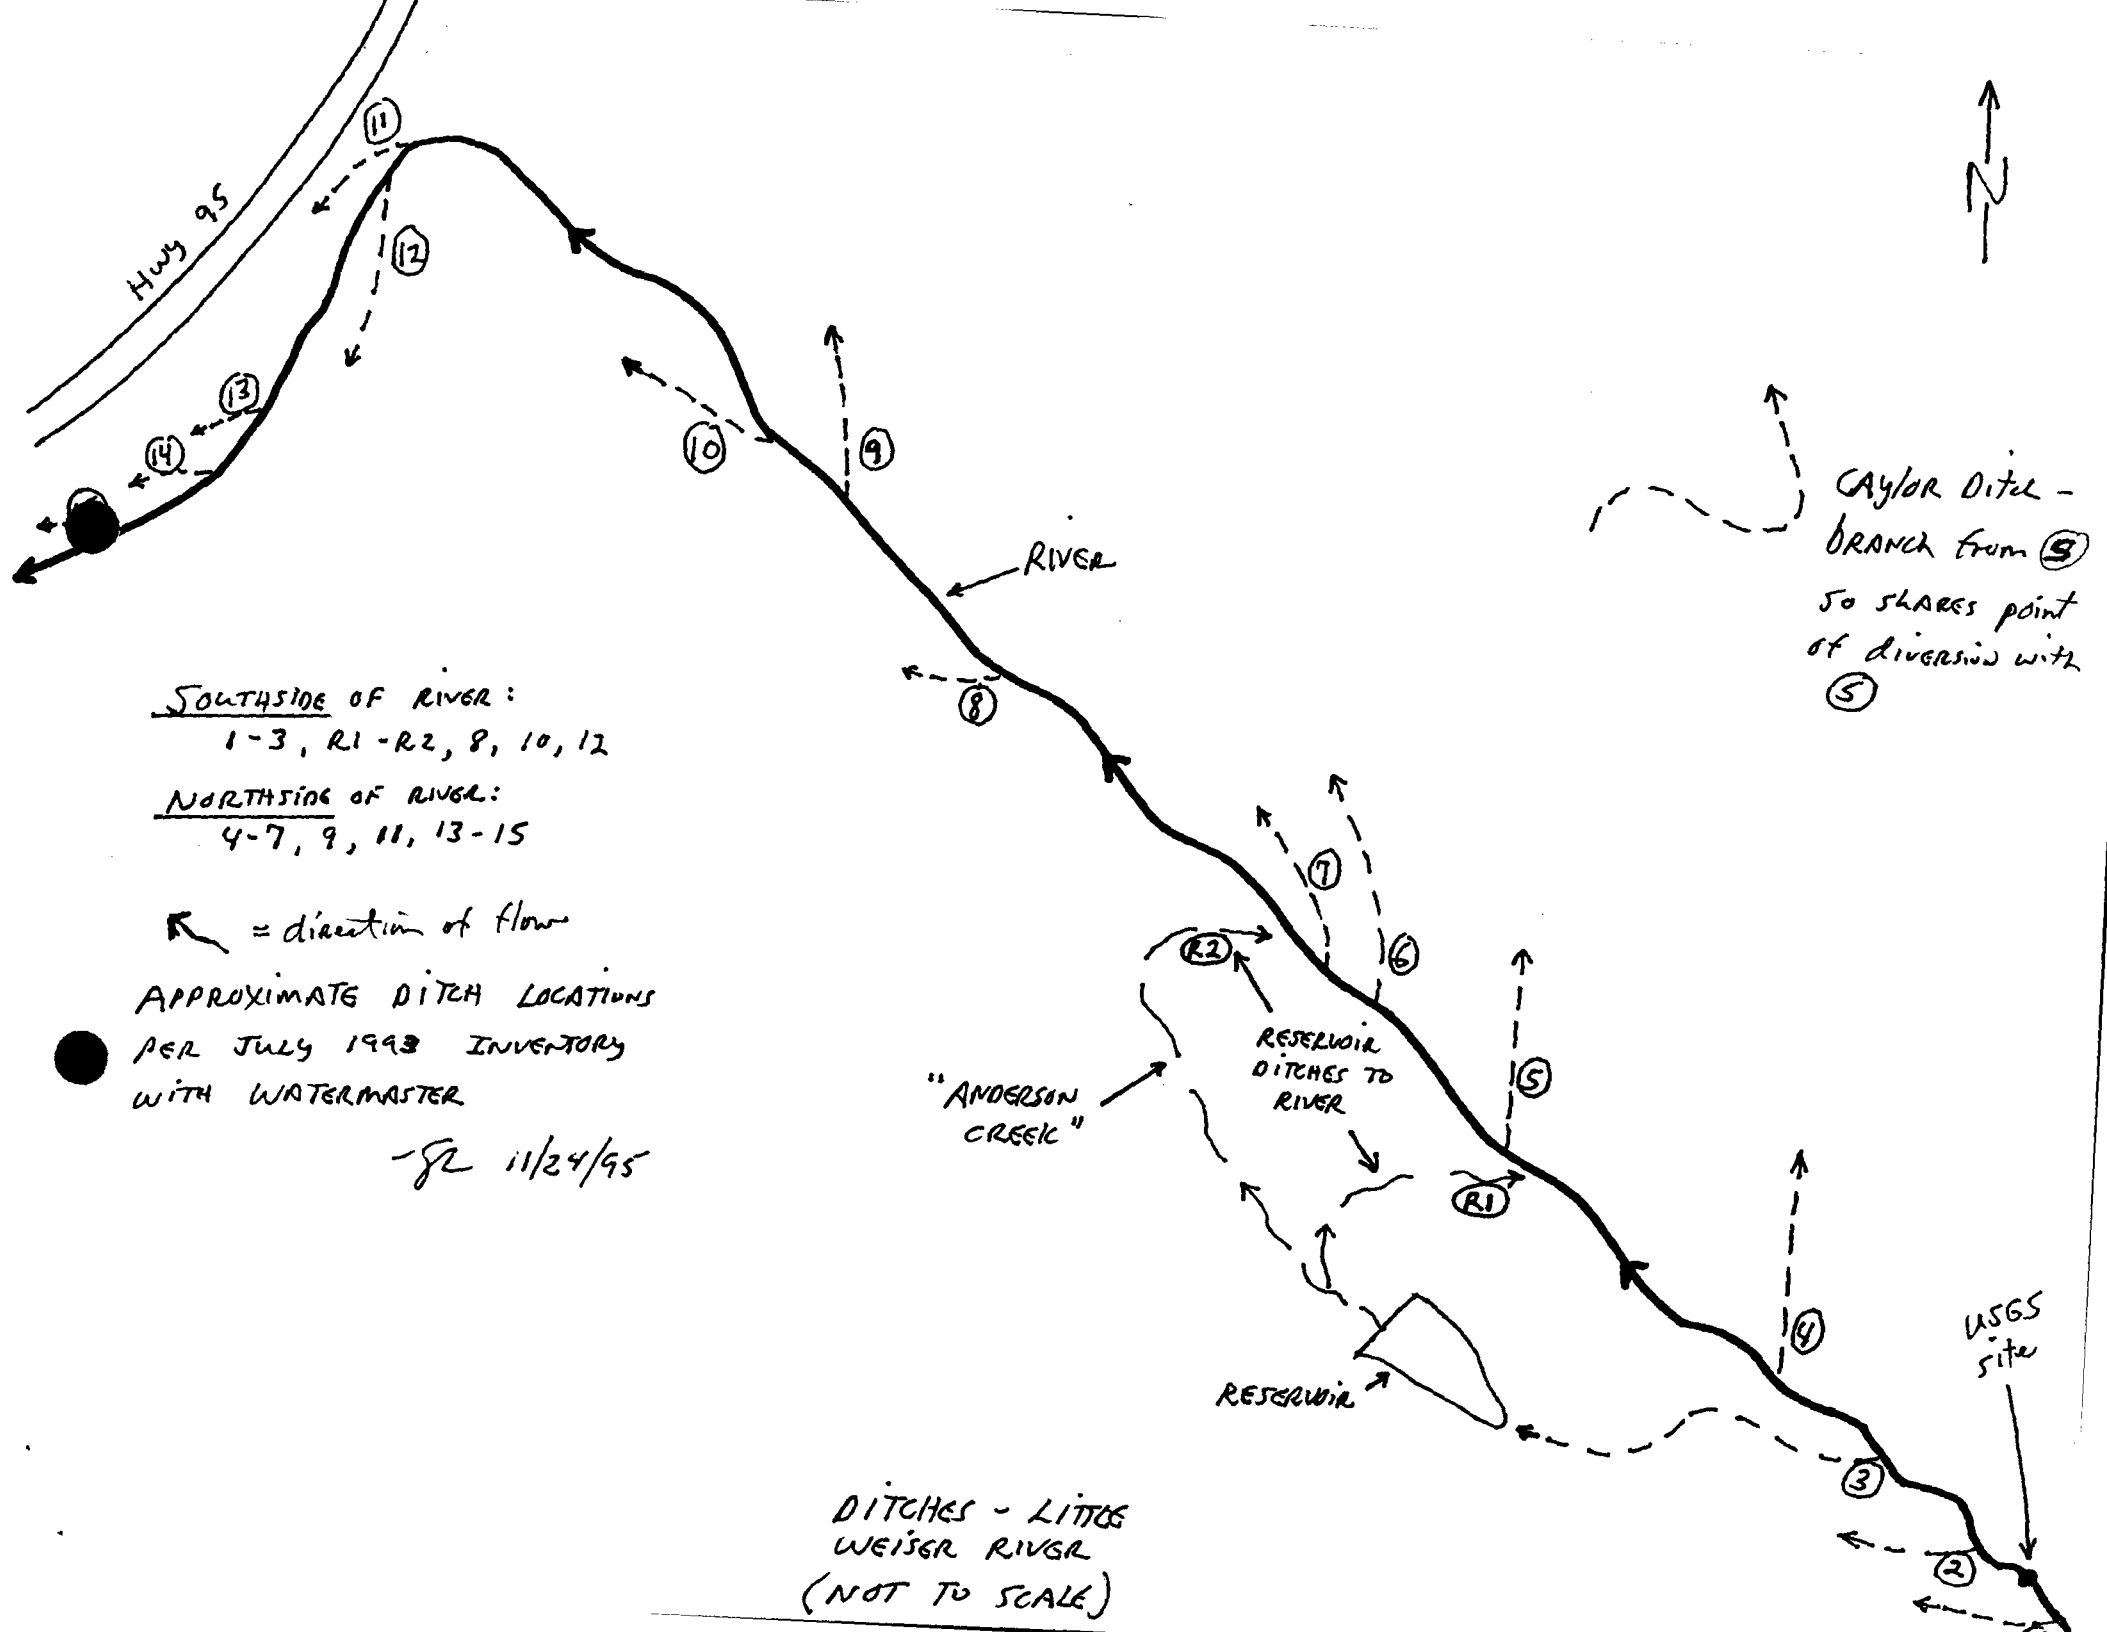 11
Hwy 95
12
N
9
10
13
14
CAYLOR DITCH -
BRANCH from 5
SO SHARES POINT
OF DIVERSION WITH
5
RIVER
8
SOUTHSIDE OF RIVER:
1-3, R1-R2, 8, 10, 12
NORTHSIDE OF RIVER:
4-7, 9, 11, 13-15
= direction of flow
APPROXIMATE DITCH LOCATIONS
PER JULY 1993 INVENTORY
WITH WATERMASTER
11/24/95
7
6
R2
RESERVOIR
DITCHES TO
RIVER
"ANDERSON
CREEK"
5
R1
4
USGS
site
RESERVOIR
3
2
DITCHES - LITTLE
WEISER RIVER
(NOT TO SCALE)